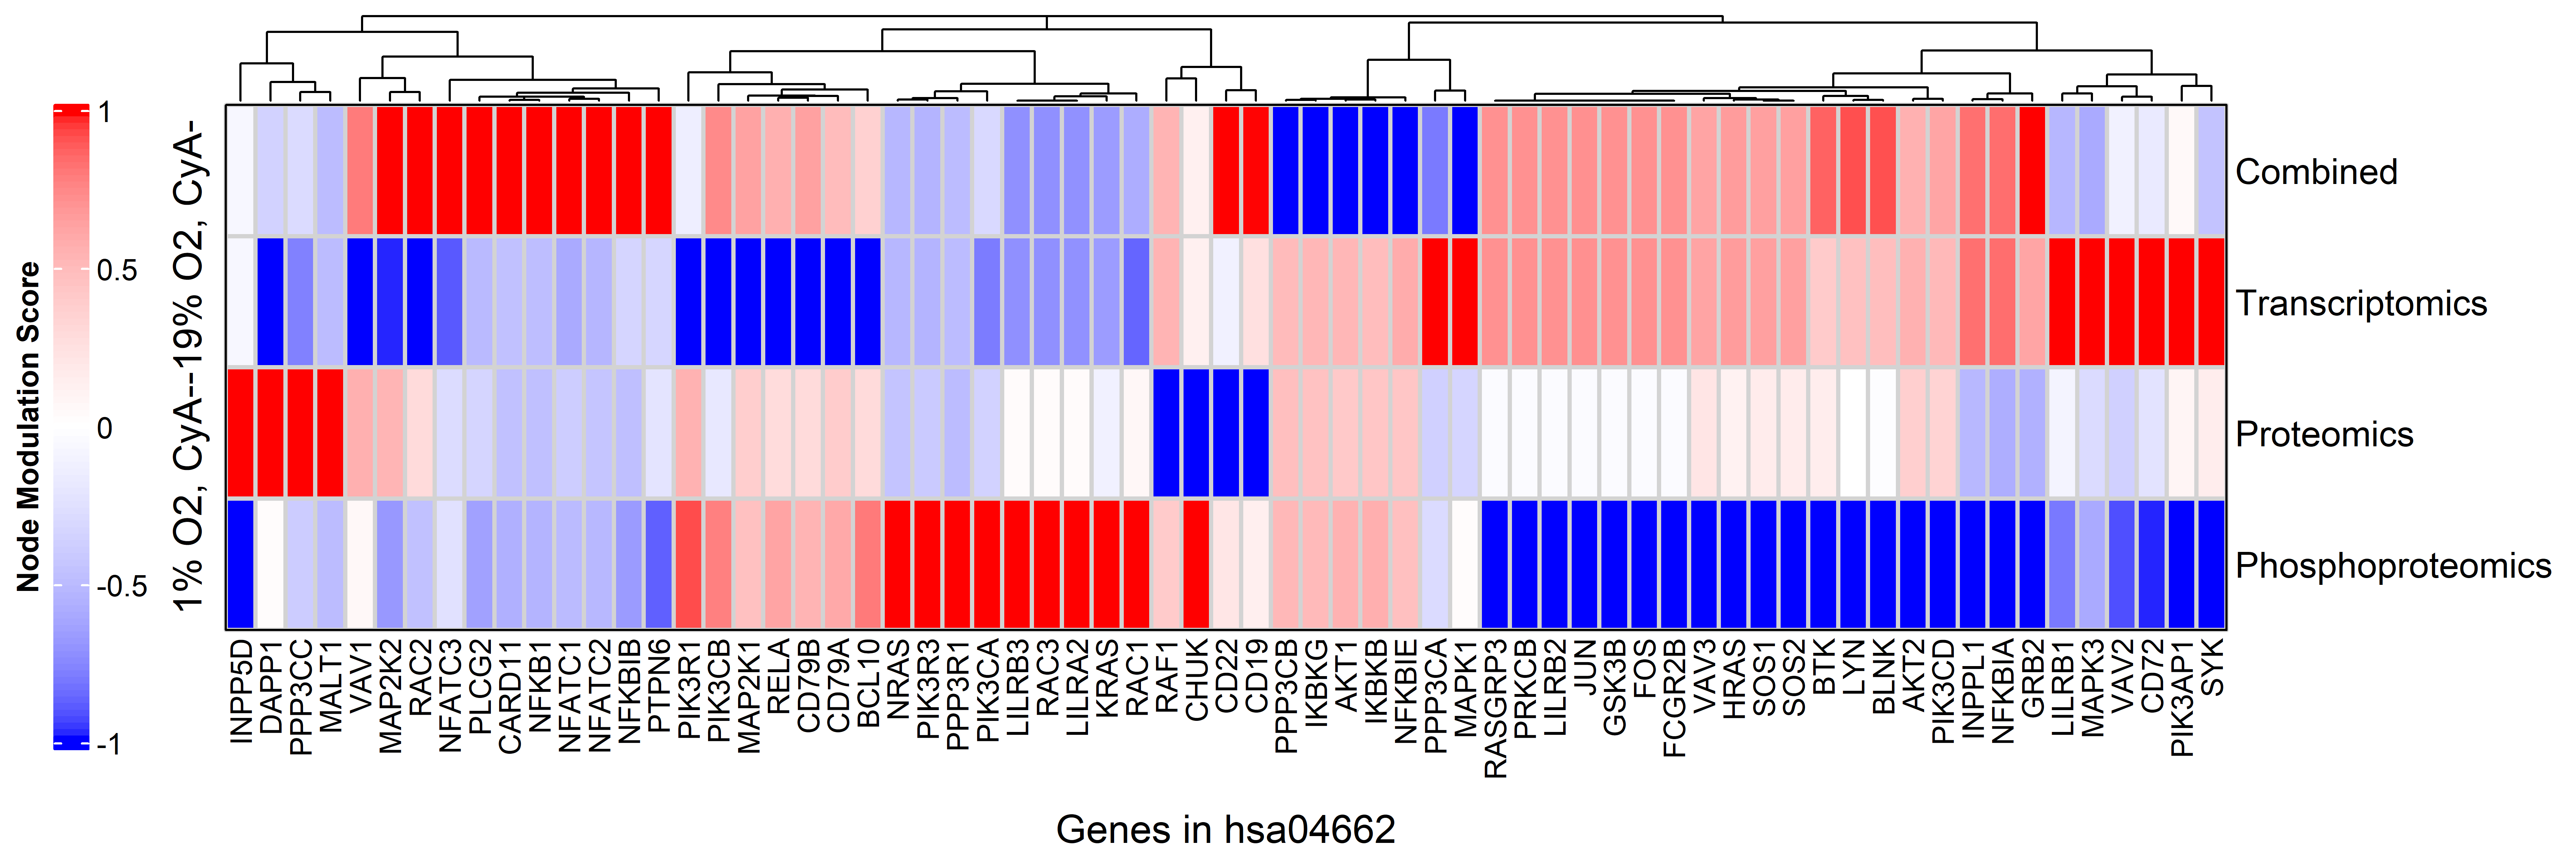 Node Modulation Score
1
0.5
0
-0.5
-1
1% O2, CyA--19% O2, CyA-
Combined
Transcriptomics
Proteomics
Phosphoproteomics
INPP5D
DAPP1
PPP3CC
MALT1
VAV1
MAP2K2
RAC2
NFATC3
PLCG2
CARD11
NFKB1
NFATC1
NFATC2
NFKBIB
PTPN6
PIK3R1
PIK3CB
MAP2K1
RELA
CD79B
CD79A
BCL10
NRAS
PIK3R3
PPP3R1
PIK3CA
LILRB3
RAC3
LILRA2
KRAS
RAC1
RAF1
CHUK
CD22
CD19
PPP3CB
IKBKG
AKT1
IKBKB
NFKBIE
PPP3CA
MAPK1
RASGRP3
PRKCB
LILRB2
JUN
GSK3B
FOS
FCGR2B
VAV3
HRAS
SOS1
SOS2
BTK
LYN
BLNK
AKT2
PIK3CD
INPPL1
NFKBIA
GRB2
LILRB1
MAPK3
VAV2
CD72
PIK3AP1
SYK
Genes in hsa04662